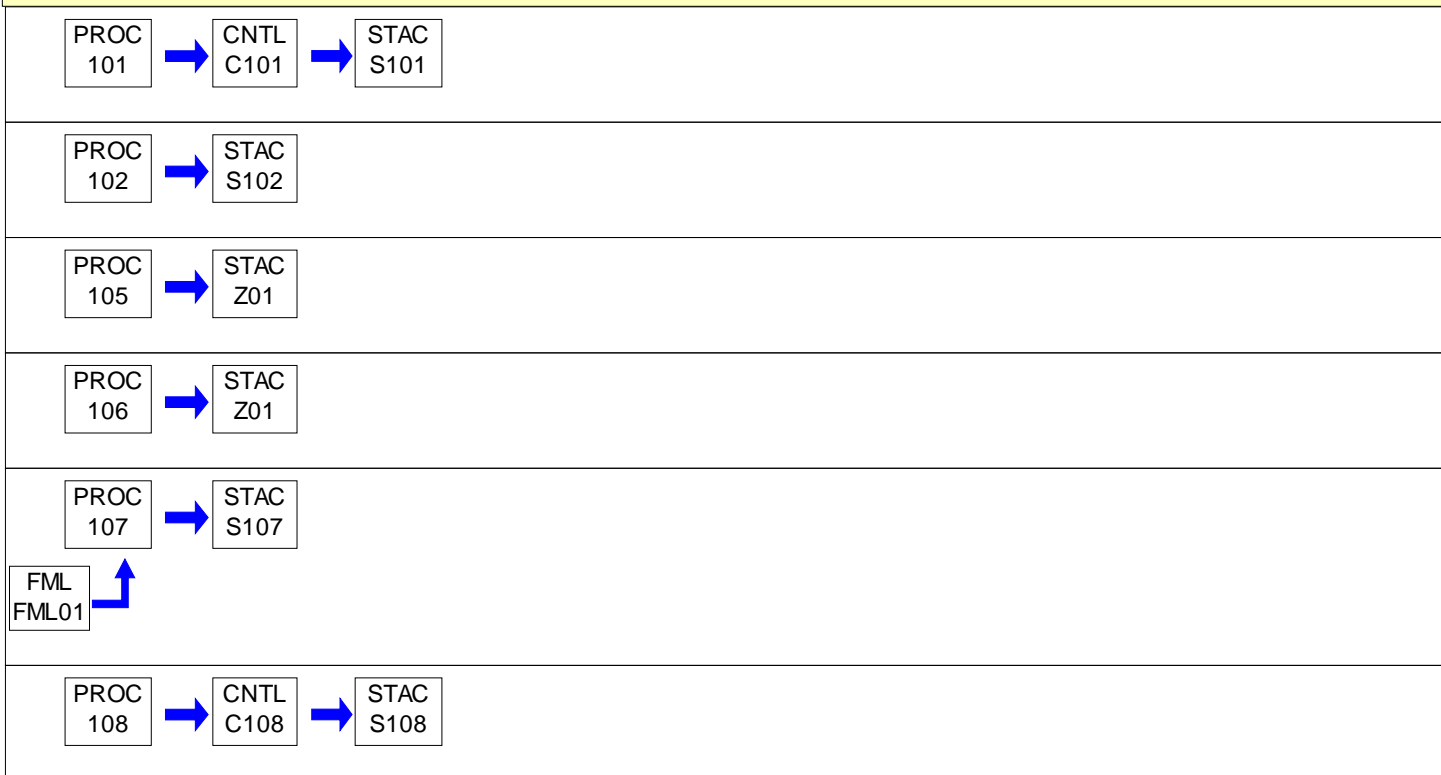 PROC
101
CNTL
C101
STAC
S101
PROC
102
STAC
S102
PROC
105
STAC
Z01
PROC
106
STAC
Z01
PROC
107
STAC
S107
FML
FML01
PROC
108
CNTL
C108
STAC
S108